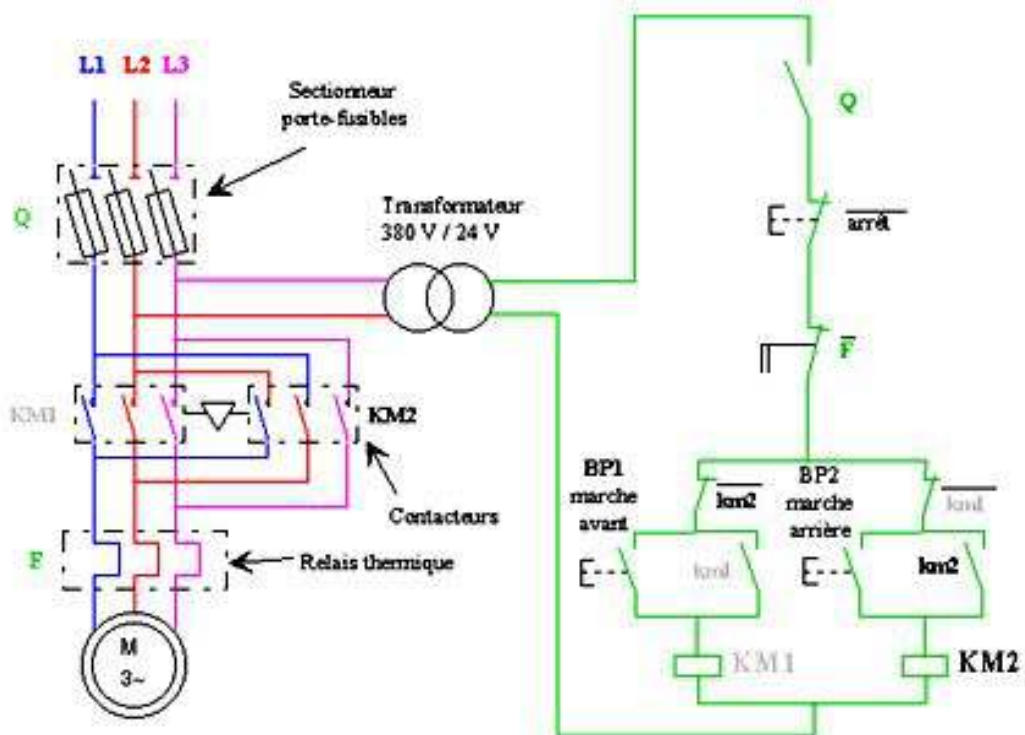 L1 L2 L3
Sectionneur
porte-fusibles
Q
Q
Transformateur
380 V / 24 V
arrêt
F
KM1
KM2
BP1
marche
avant
km2
BP2
marche
arrière
km1
Contacteurs
F
Relais thermique
km1
km2
M
3~
KM1
KM2